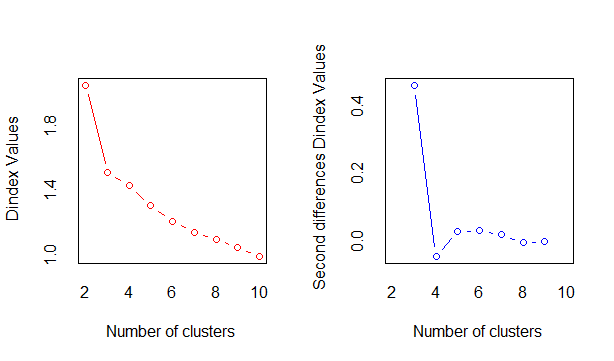 Dindex Values
1.0 1.4 1.8
2 4 6 8 10
Number of clusters
Second differences Dindex Values
0.0 0.2 0.4
2 4 6 8 10
Number of clusters